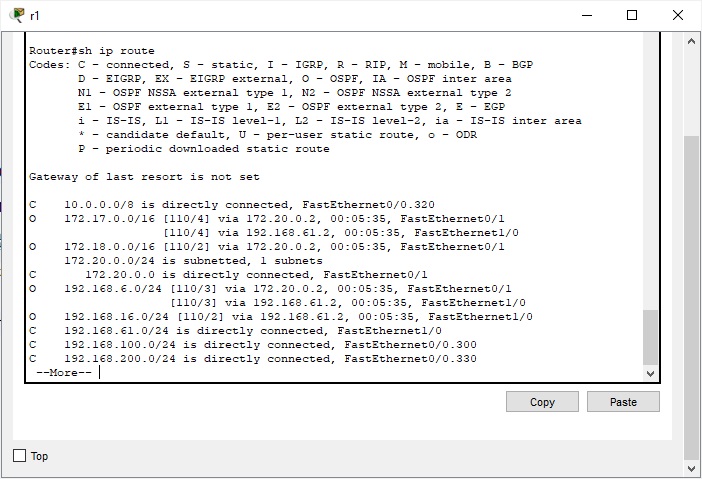 r1
Router#sh ip route
Codes: C - connected, S - static, I - IGRP, R - RIP, M - mobile, B - BGP
D - EIGRP, EX - EIGRP external, O - OSPF, IA - OSPF inter area
N1 - OSPF NSSA external type 1, N2 - OSPF NSSA external type 2
E1 - OSPF external type 1, E2 - OSPF external type 2, E - EGP
i - IS-IS, L1 - IS-IS level-1, L2 - IS-IS level-2, ia - IS-IS inter area
* - candidate default, U - per-user static route, o - ODR
P - periodic downloaded static route
Gateway of last resort is not set
C 10.0.0.0/8 is directly connected, FastEthernet0/0.320
O 172.17.0.0/16 [110/4] via 172.20.0.2, 00:05:35, FastEthernet0/1
[110/4] via 192.168.61.2, 00:05:35, FastEthernet1/0
O 172.18.0.0/16 [110/2] via 172.20.0.2, 00:05:35, FastEthernet0/1
172.20.0.0/24 is subnetted, 1 subnets
C 172.20.0.0 is directly connected, FastEthernet0/1
O 192.168.6.0/24 [110/3] via 172.20.0.2, 00:05:35, FastEthernet0/1
[110/3] via 192.168.61.2, 00:05:35, FastEthernet1/0
O 192.168.16.0/24 [110/2] via 192.168.61.2, 00:05:35, FastEthernet1/0
C 192.168.61.0/24 is directly connected, FastEthernet1/0
C 192.168.100.0/24 is directly connected, FastEthernet0/0.300
C 192.168.200.0/24 is directly connected, FastEthernet0/0.330
--More--
Copy Paste
Top